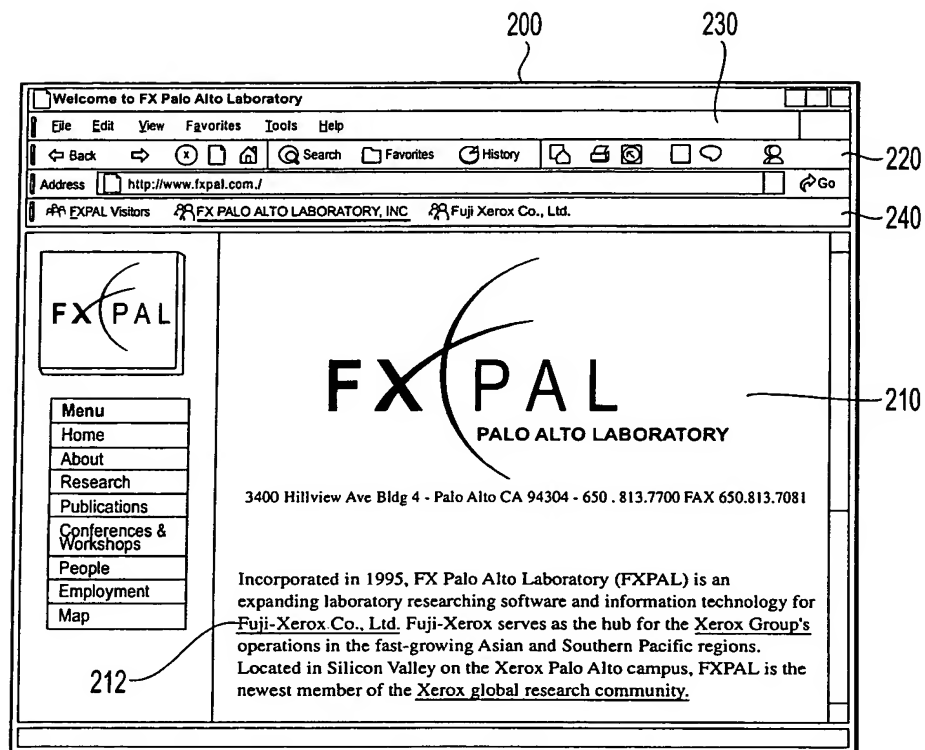 200
230
Welcome to FX Palo Alto Laboratory
File Edit View Favorites Tools Help
Back Search Favorites History
220
Address http://www.fxpal.com./ Go
FXPAL Visitors FX PALO ALTO LABORATORY, INC Fuji Xerox Co., Ltd.
240
FX PAL
FX PAL
PALO ALTO LABORATORY
210
Menu
Home
About
Research
Publications
Conferences &
Workshops
People
Employment
Map
3400 Hillview Ave Bldg 4 - Palo Alto CA 94304 - 650 . 813.7700 FAX 650.813.7081
Incorporated in 1995, FX Palo Alto Laboratory (FXPAL) is an
expanding laboratory researching software and information technology for
Fuji-Xerox Co., Ltd. Fuji-Xerox serves as the hub for the Xerox Group's
operations in the fast-growing Asian and Southern Pacific regions.
Located in Silicon Valley on the Xerox Palo Alto campus, FXPAL is the
newest member of the Xerox global research community.
212